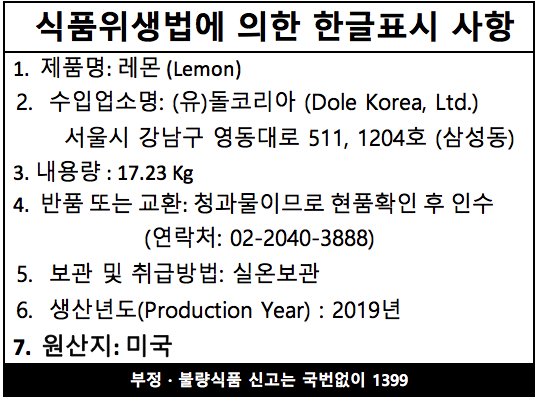 식품위생법에 의한 한글표시 사항
1. 제품명: 레몬 (Lemon)
2. 수입업소명: (유)돌코리아 (Dole Korea, Ltd.)
서울시 강남구 영동대로 511, 1204호 (삼성동)
3. 내용량 : 17.23 Kg
4. 반품 또는 교환: 청과물이므로 현품확인 후 인수
(연락처: 02-2040-3888)
5. 보관 및 취급방법: 실온보관
6. 생산년도(Production Year) : 2019년
7. 원산지: 미국
부정 · 불량식품 신고는 국번없이 1399